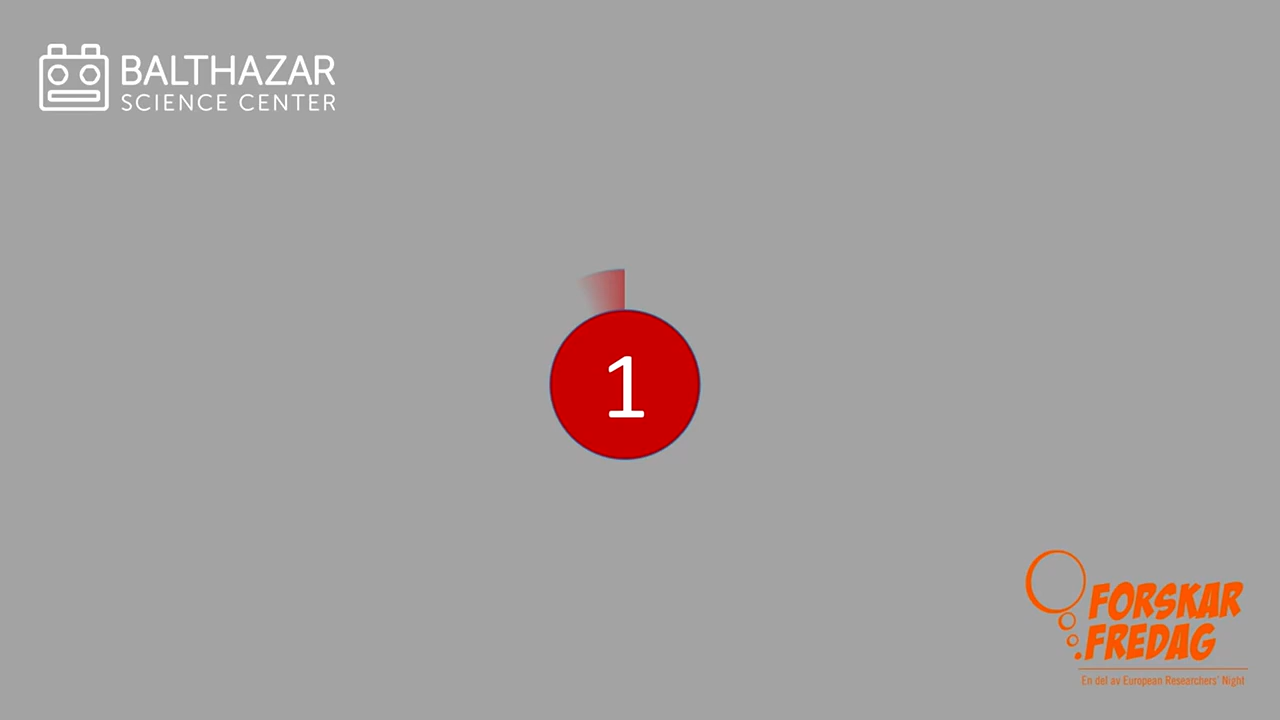 BALTHAZAR
SCIENCE CENTER
1
FORSKAR
FREDAG
En del av European Researchers' Night